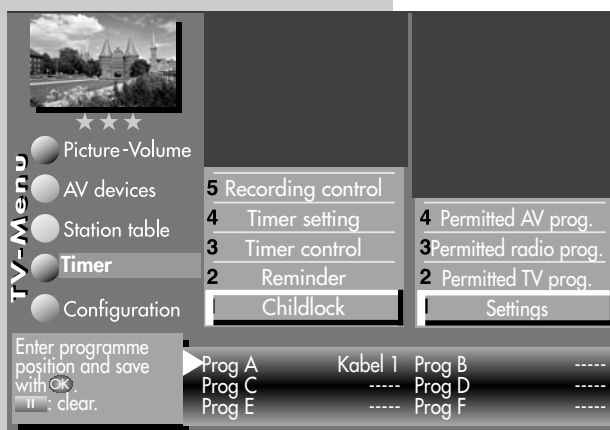 TV-Menu
Picture-Volume
AV devices
Station table
Timer
Configuration
5 Recording control
4 Timer setting
3 Timer control
2 Reminder
1 Childlock
4 Permitted AV prog.
3 Permitted radio prog.
2 Permitted TV prog.
1 Settings
Enter programme
position and save
with OK.
II : clear.
Prog A Kabel 1 Prog B -----
Prog C ----- Prog D -----
Prog E ----- Prog F -----